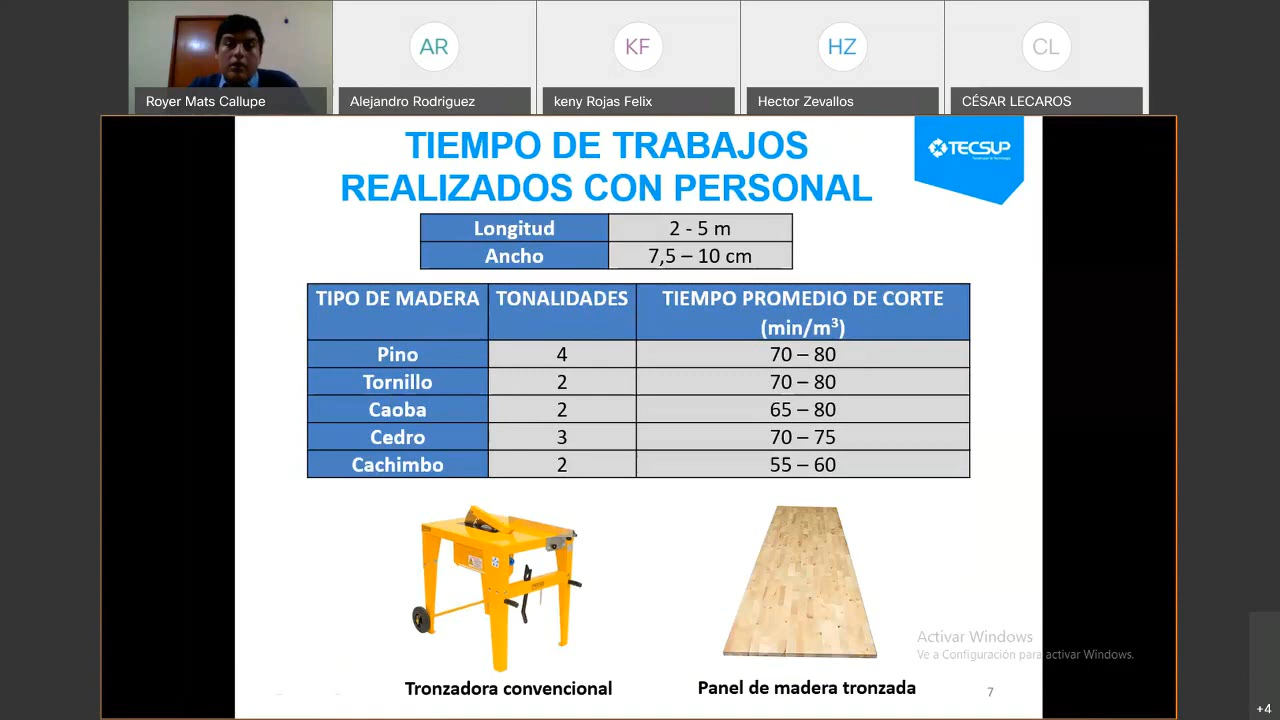 AR
KF
HZ
CL
Royer Mats Callupe
Alejandro Rodriguez
keny Rojas Felix
Hector Zevallos
CÉSAR LECAROS
TIEMPO DE TRABAJOS
REALIZADOS CON PERSONAL
TECSUP
Longitud 2 - 5 m
Ancho 7,5 – 10 cm
TIPO DE MADERA TONALIDADES TIEMPO PROMEDIO DE CORTE
(min/m³)
Pino 4 70 – 80
Tornillo 2 70 – 80
Caoba 2 65 – 80
Cedro 3 70 – 75
Cachimbo 2 55 – 60
Activar Windows
Ve a Configuración para activar Windows.
Tronzadora convencional
Panel de madera tronzada
7
+4